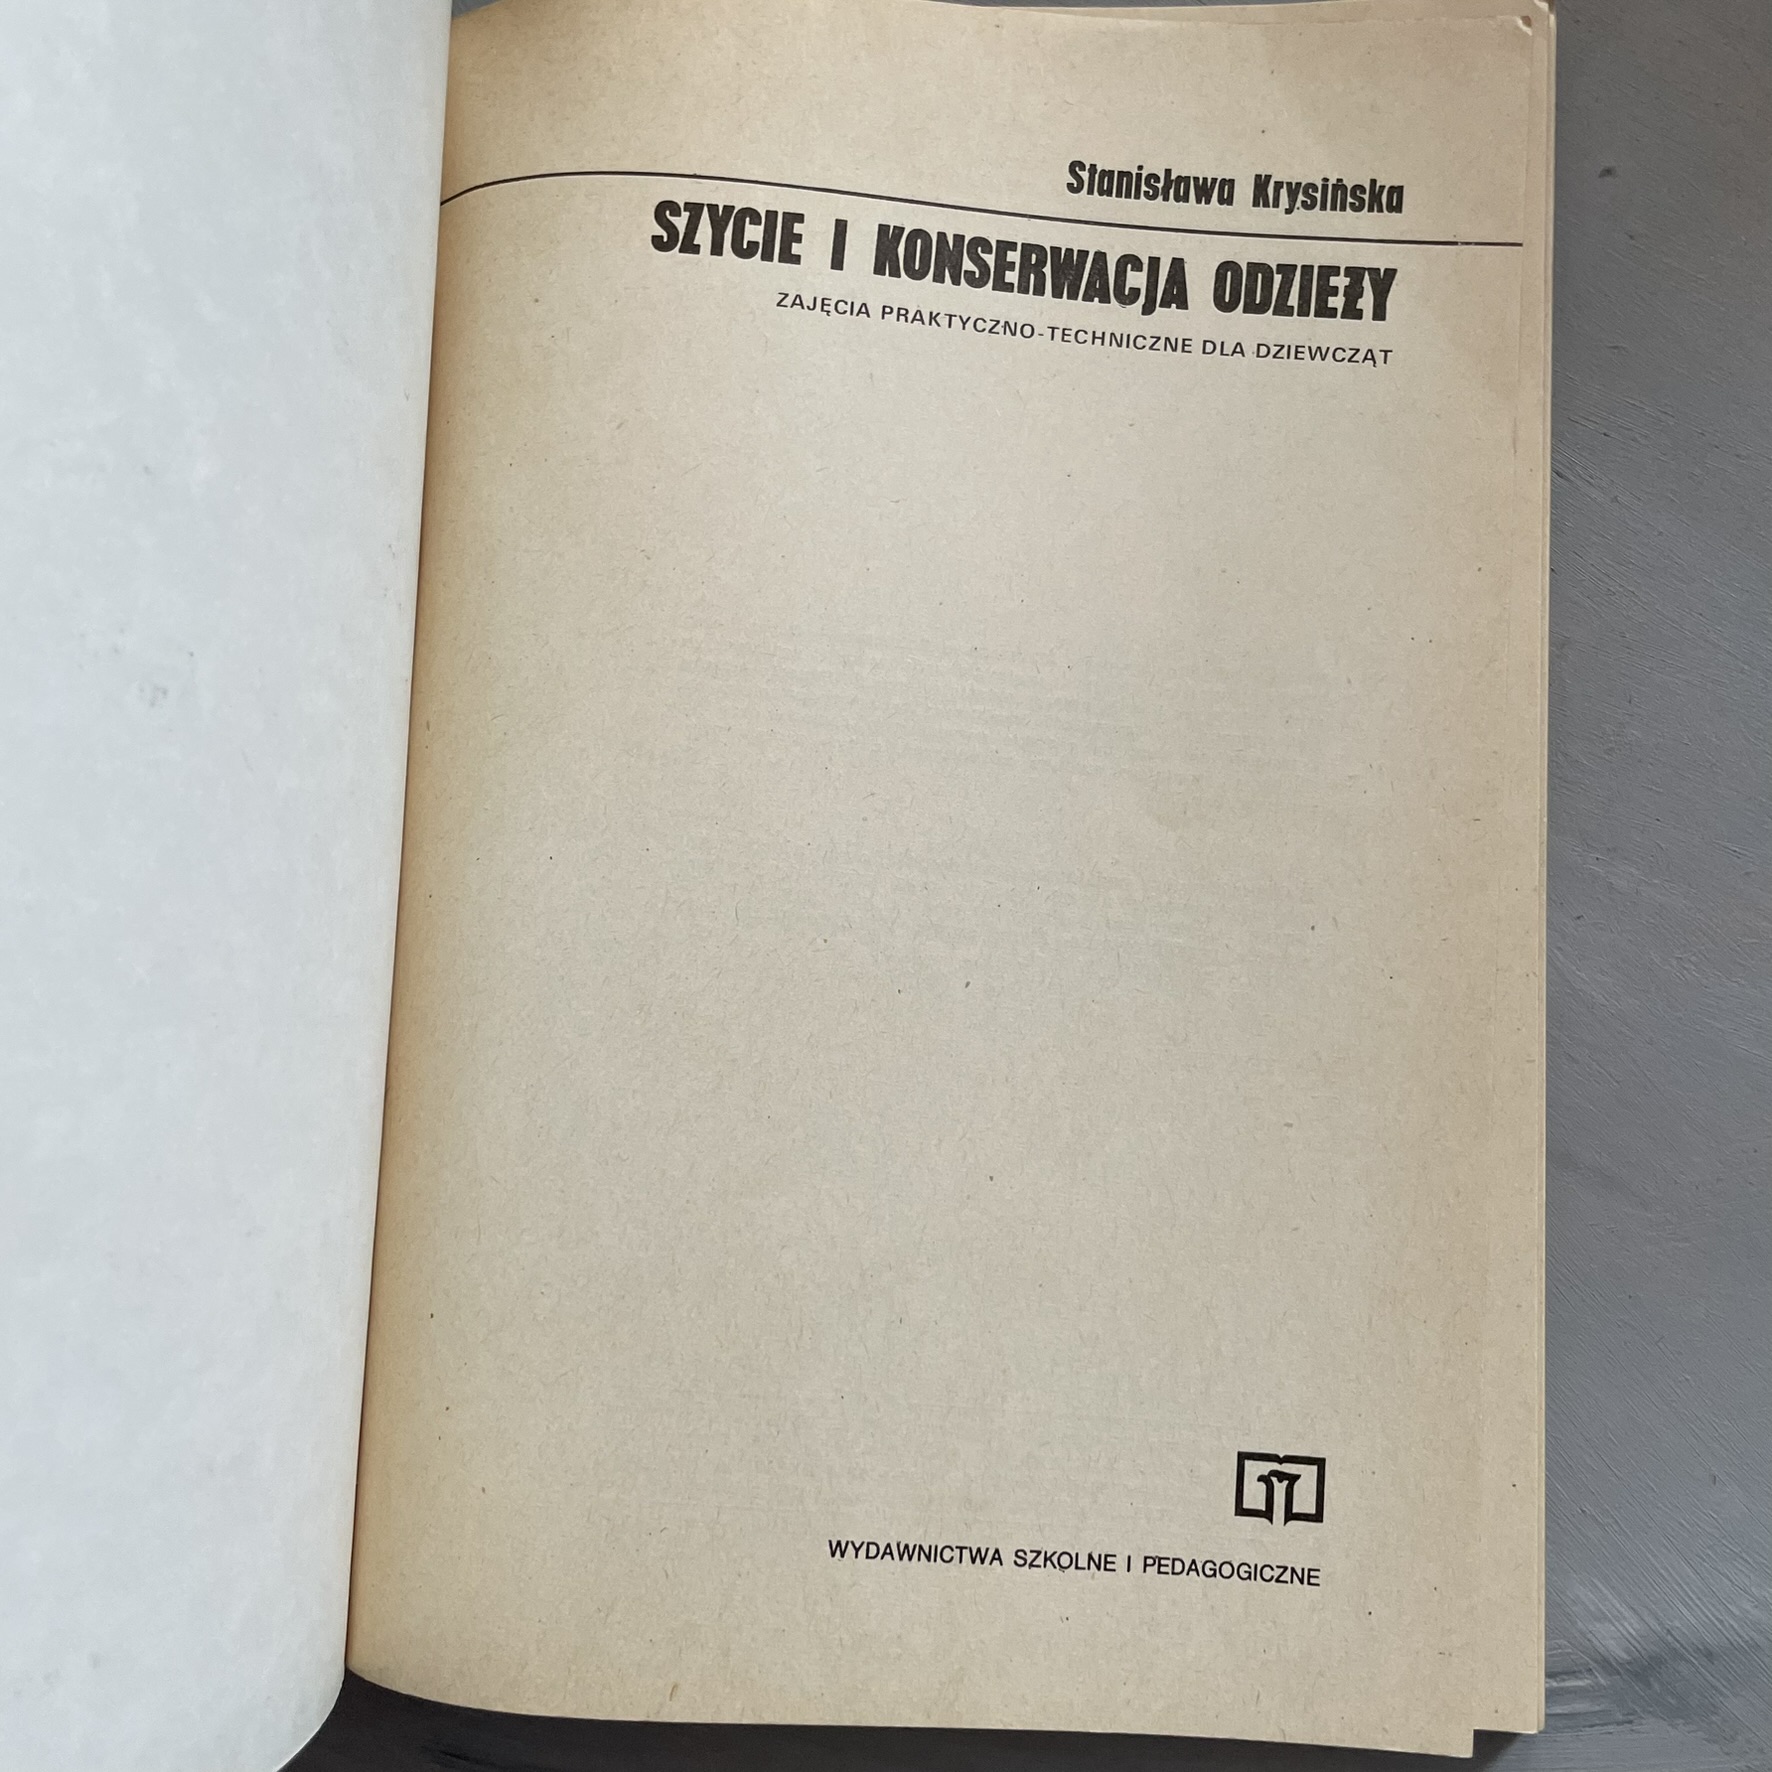 Stanisława Krysińska
SZYCIE I KONSERWACJA ODZIEŻY
ZAJĘCIA PRAKTYCZNO-TECHNICZNE DLA DZIEWCZĄT
WYDAWNICTWA SZKOLNE I PEDAGOGICZNE